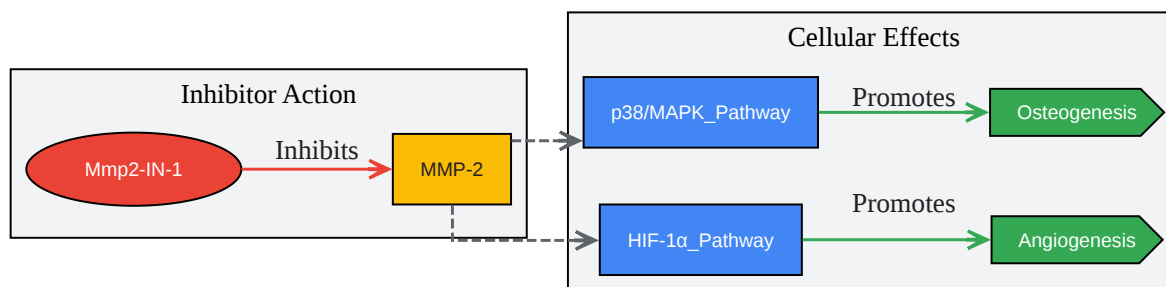 Cellular Effects
Inhibitor Action
p38/MAPK_Pathway
Promotes
Osteogenesis
Mmp2-IN-1
Inhibits
MMP-2
HIF-1α_Pathway
Promotes
Angiogenesis